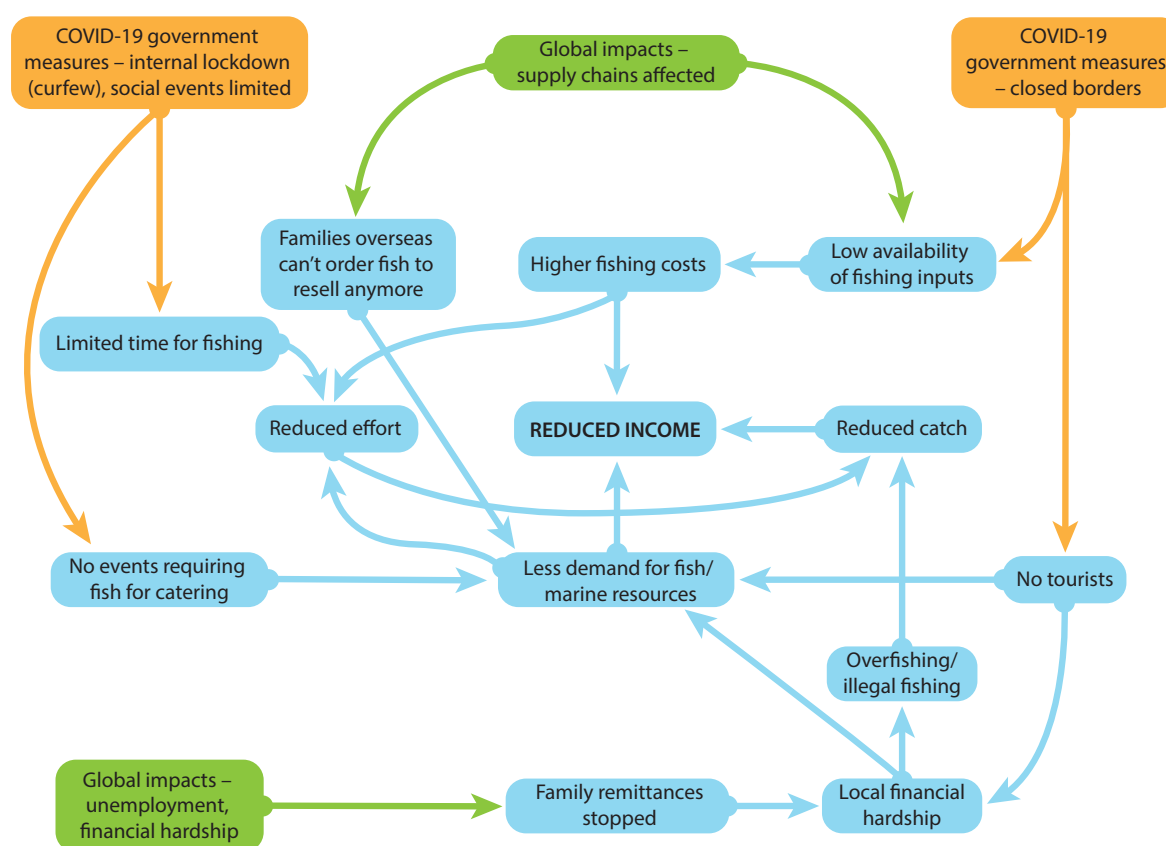 COVID-19 government
measures – internal lockdown
(curfew), social events limited
Global impacts –
supply chains affected
COVID-19
government measures
– closed borders
Families overseas
can’t order fish to
resell anymore
Higher fishing costs
Low availability
of fishing inputs
Limited time for fishing
Reduced effort
REDUCED INCOME
Reduced catch
No events requiring
fish for catering
Less demand for fish/
marine resources
No tourists
Overfishing/
illegal fishing
Global impacts –
unemployment,
financial hardship
Family remittances
stopped
Local financial
hardship